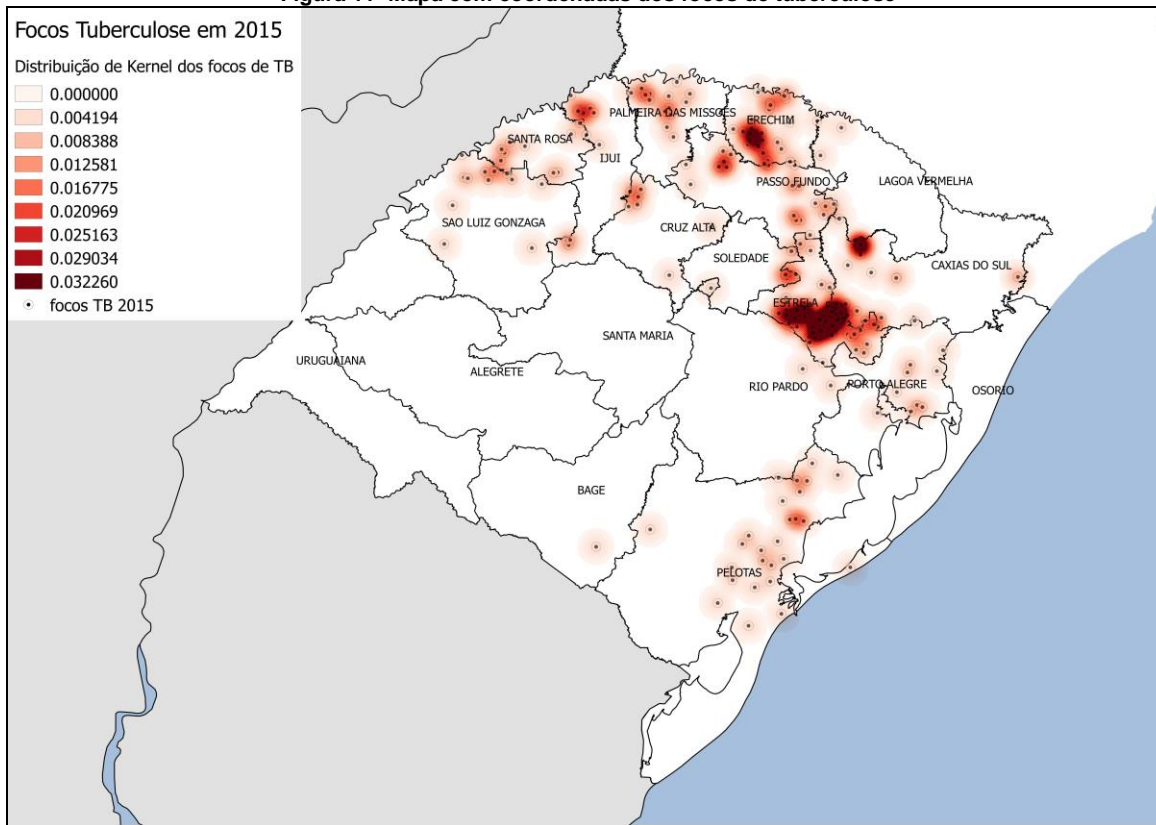 Focos Tuberculose em 2015
Distribuição de Kernel dos focos de TB
0.000000
0.004194
0.008388
0.012581
0.016775
0.020969
0.025163
0.029034
0.032260
focos TB 2015
PALMEIRA DAS MISSOES
ERECHIM
SANTA ROSA
IJUI
PASSO FUNDO
LAGOA VERMELHA
SAO LUIZ GONZAGA
CRUZ ALTA
SOLEDADE
CAXIAS DO SUL
ESTRELA
SANTA MARIA
URUGUAIANA
ALEGRETE
RIO PARDO
PORTO ALEGRE
OSORIO
BAGE
PELOTAS